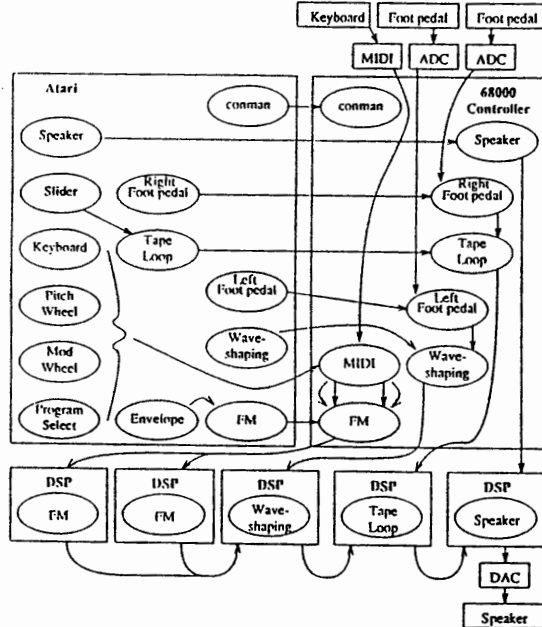 Keyboard
Foot pedal
Foot pedal
MIDI
ADC
ADC
Atari
68000
Controller
conman
conman
Speaker
Speaker
Slider
Right
Foot pedal
Right
Foot pedal
Keyboard
Tape
Loop
Tape
Loop
Pitch
Wheel
Left
Foot pedal
Left
Foot pedal
Mod
Wheel
Wave-
shaping
MIDI
Wave-
shaping
Program
Select
Envelope
FM
FM
DSP
FM
DSP
FM
DSP
Wave-
shaping
DSP
Tape
Loop
DSP
Speaker
DAC
Speaker